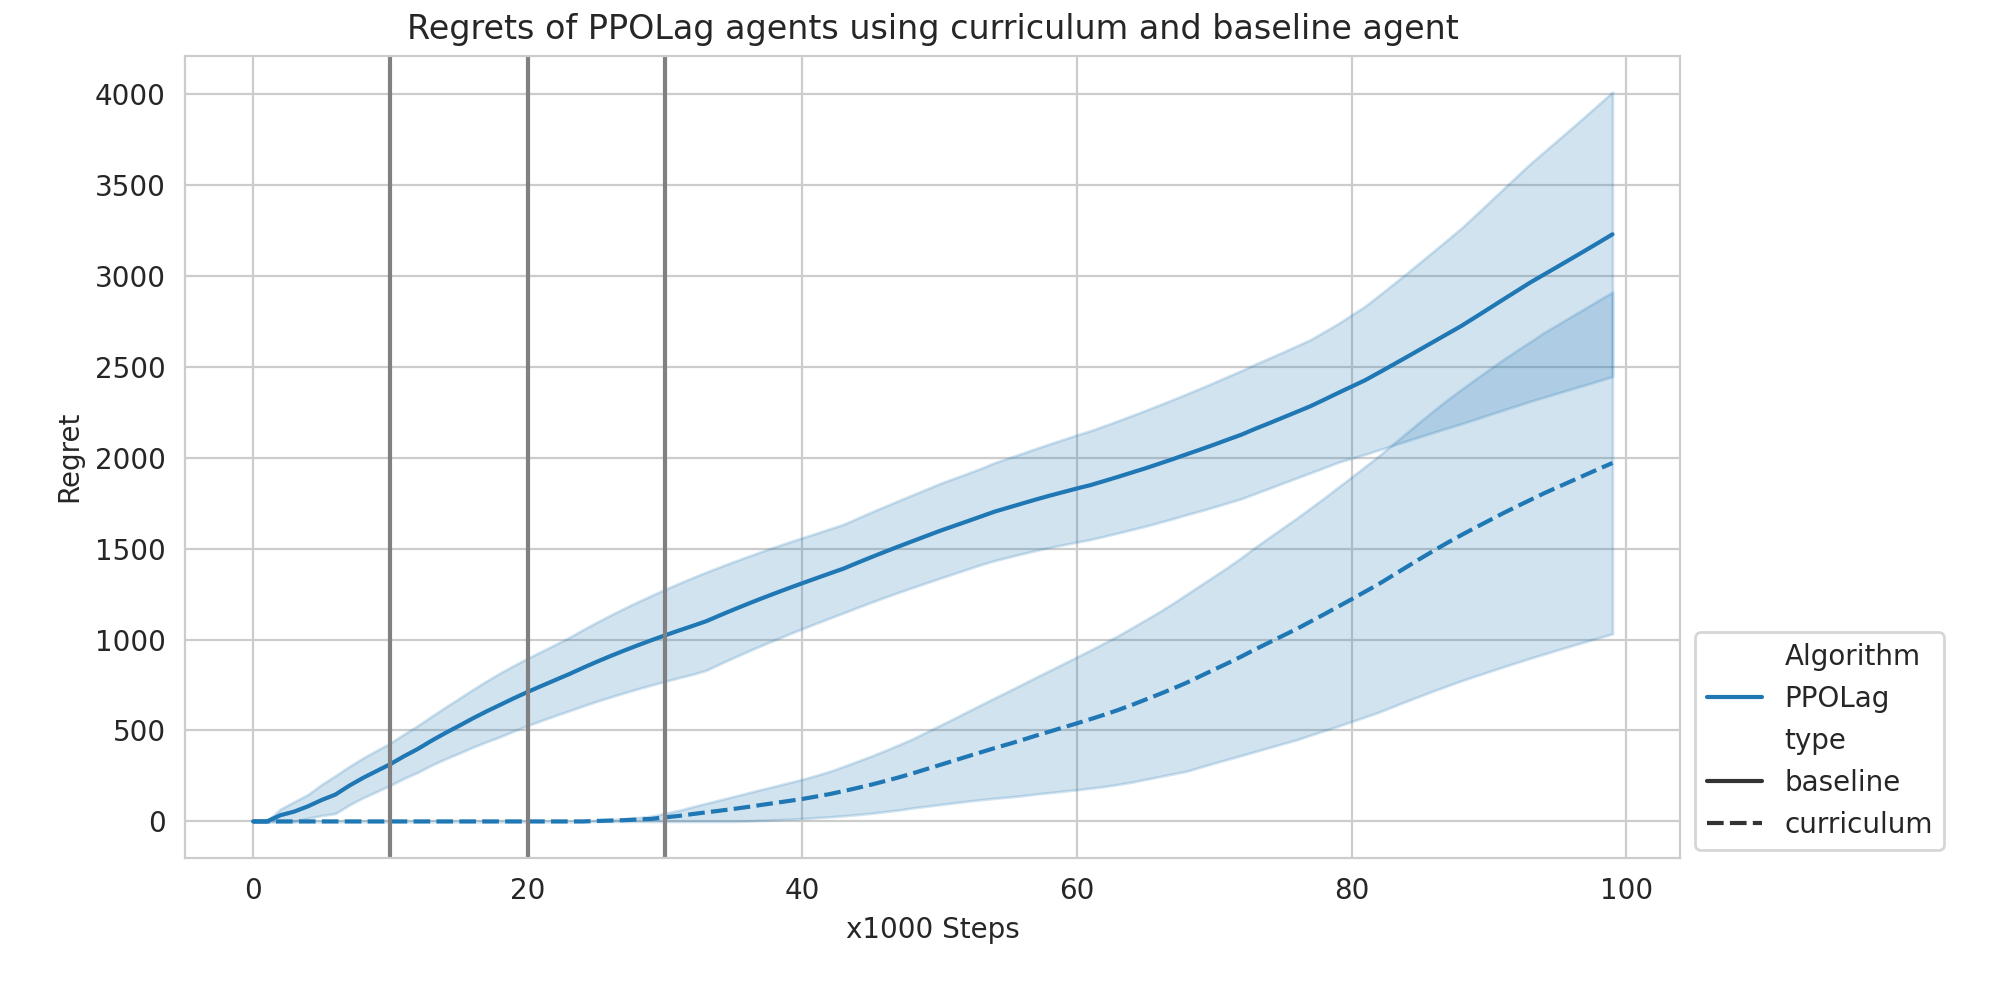 Regrets of PPOLag agents using curriculum and baseline agent
4000
3500
3000
2500
2000
1500
1000
500
0
Regret
0 20 40 60 80 100
x1000 Steps
Algorithm
PPOLag
type
baseline
curriculum